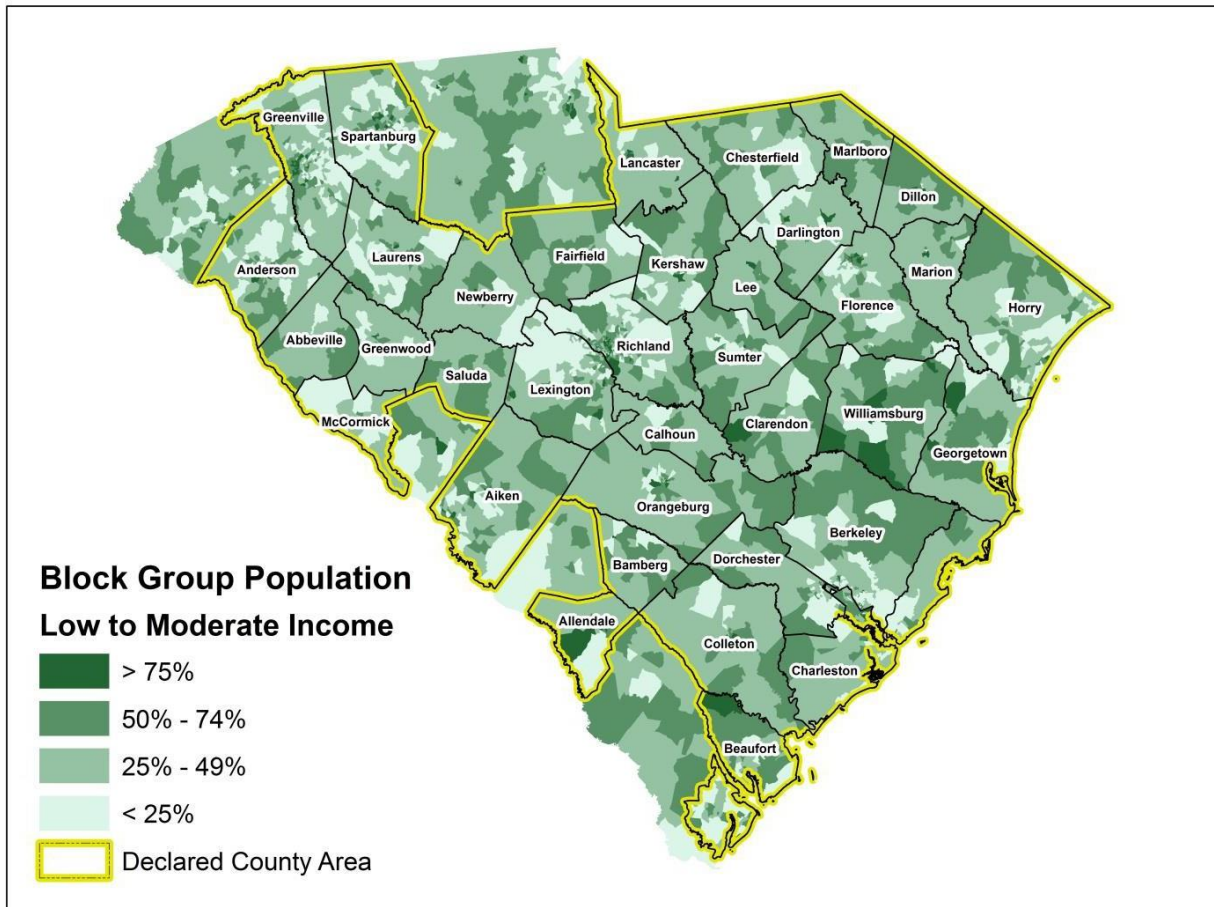 Greenville
Spartanburg
Lancaster
Chesterfield
Marlboro
Dillon
Anderson
Laurens
Fairfield
Kershaw
Darlington
Marion
Newberry
Lee
Florence
Horry
Abbeville
Greenwood
Richland
Sumter
Saluda
Lexington
McCormick
Calhoun
Clarendon
Williamsburg
Georgetown
Aiken
Orangeburg
Berkeley
Bamberg
Dorchester
Allendale
Colleton
Charleston
Beaufort
Block Group Population
Low to Moderate Income
> 75%
50% - 74%
25% - 49%
< 25%
Declared County Area